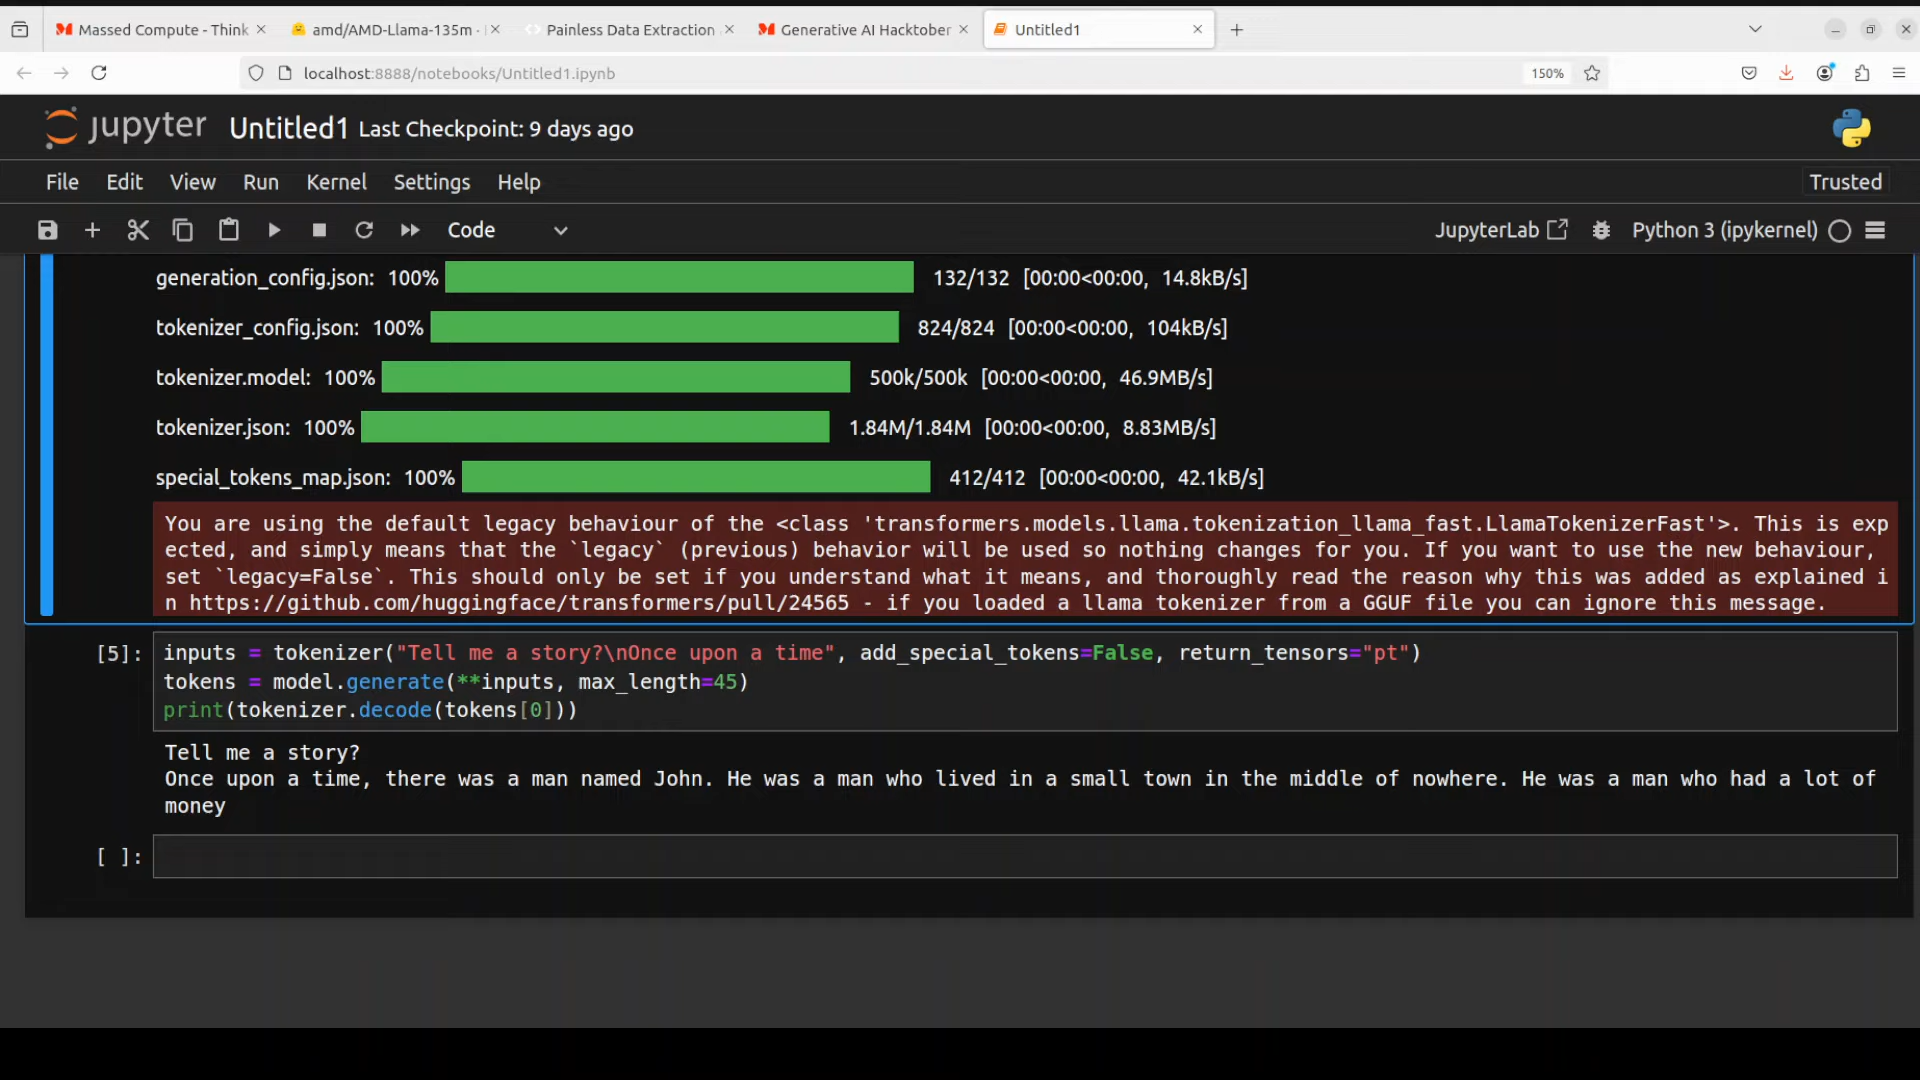 Massed Compute - Think
amd/AMD-Llama-135m ·
Painless Data Extraction
Generative AI Hacktober
Untitled1
localhost:8888/notebooks/Untitled1.ipynb
150%
jupyter Untitled1 Last Checkpoint: 9 days ago
File Edit View Run Kernel Settings Help
Trusted
Code
JupyterLab
Python 3 (ipykernel)
generation_config.json: 100% 132/132 [00:00<00:00, 14.8kB/s]
tokenizer_config.json: 100% 824/824 [00:00<00:00, 104kB/s]
tokenizer.model: 100% 500k/500k [00:00<00:00, 46.9MB/s]
tokenizer.json: 100% 1.84M/1.84M [00:00<00:00, 8.83MB/s]
special_tokens_map.json: 100% 412/412 [00:00<00:00, 42.1kB/s]
You are using the default legacy behaviour of the <class 'transformers.models.llama.tokenization_llama_fast.LlamaTokenizerFast'>. This is exp
ected, and simply means that the `legacy` (previous) behavior will be used so nothing changes for you. If you want to use the new behaviour,
set `legacy=False`. This should only be set if you understand what it means, and thoroughly read the reason why this was added as explained i
n https://github.com/huggingface/transformers/pull/24565 - if you loaded a llama tokenizer from a GGUF file you can ignore this message.
[5]: inputs = tokenizer("Tell me a story?\nOnce upon a time", add_special_tokens=False, return_tensors="pt")
tokens = model.generate(**inputs, max_length=45)
print(tokenizer.decode(tokens[0]))
Tell me a story?
Once upon a time, there was a man named John. He was a man who lived in a small town in the middle of nowhere. He was a man who had a lot of
money
[ ]: